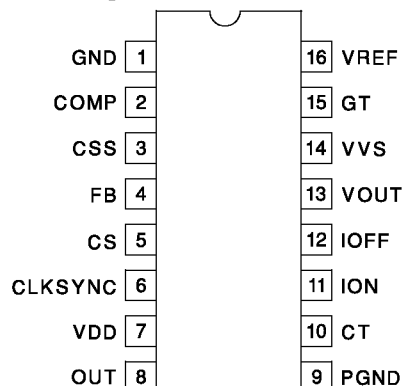 GND 1 16 VREF
COMP 2 15 GT
CSS 3 14 VVS
FB 4 13 VOUT
CS 5 12 IOFF
CLKSYNC 6 11 ION
VDD 7 10 CT
OUT 8 9 PGND